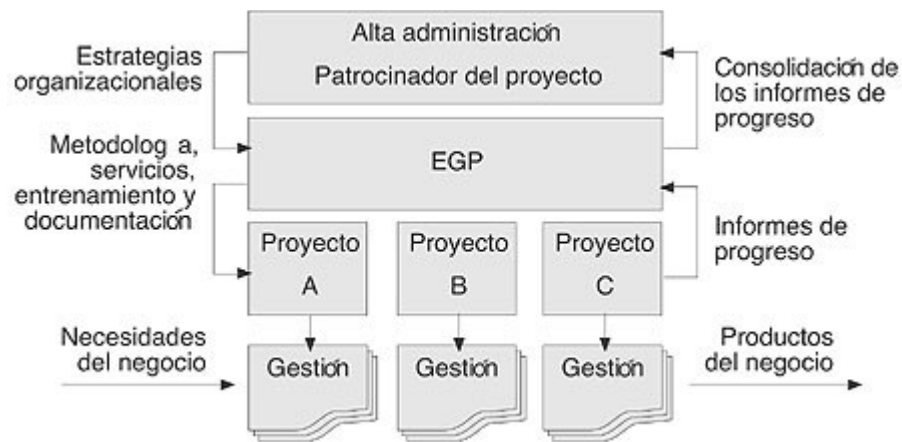 Alta administración
Patrocinador del proyecto
Estrategias
organizacionales
Consolidación de
los informes de
progreso
EGP
Metodolog a,
servicios,
entrenamiento y
documentación
Informes de
progreso
Proyecto
A
Proyecto
B
Proyecto
C
Necesidades
del negocio
Gestión
Gestión
Gestión
Productos
del negocio